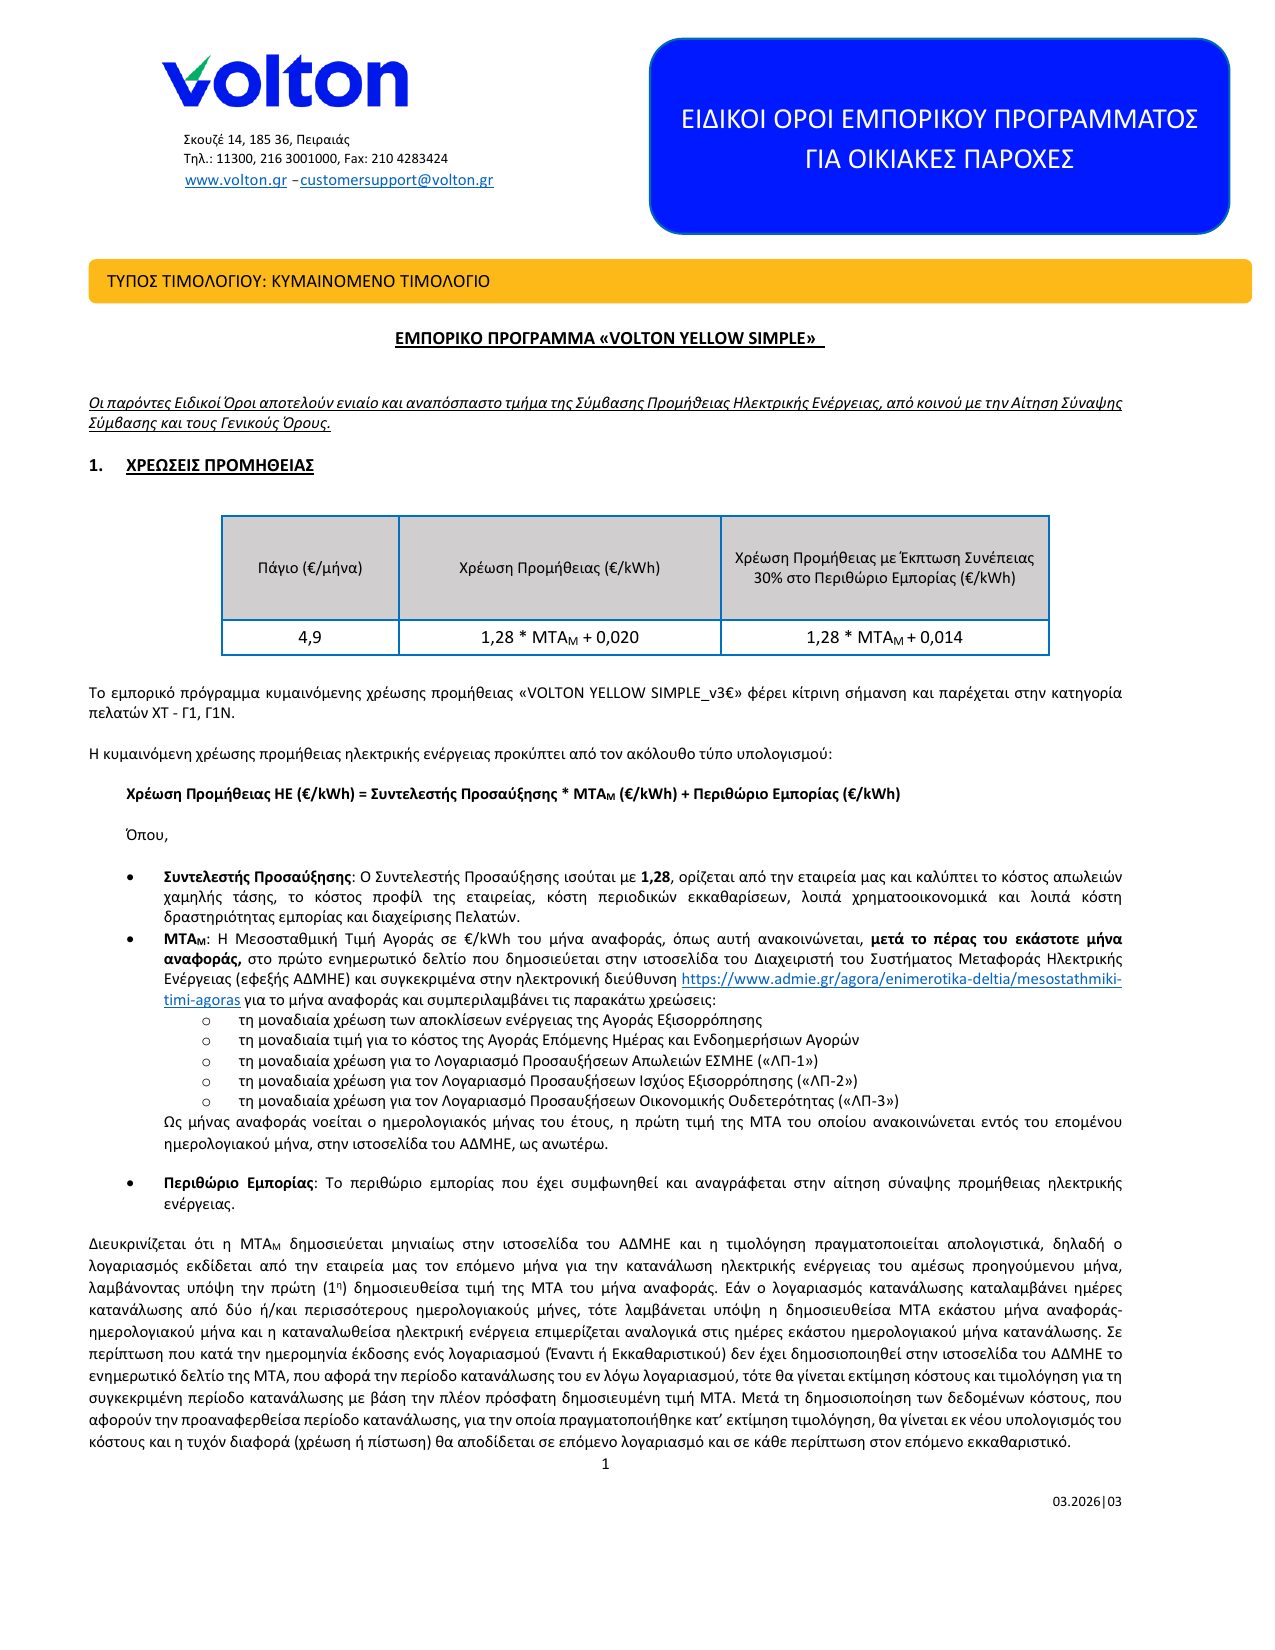 volton
Σκουζέ 14, 185 36, Πειραιάς
Τηλ.: 11300, 216 3001000, Fax: 210 4283424
www.volton.gr –customersupport@volton.gr
ΕΙΔΙΚΟΙ ΟΡΟΙ ΕΜΠΟΡΙΚΟΥ ΠΡΟΓΡΑΜΜΑΤΟΣ
ΓΙΑ ΟΙΚΙΑΚΕΣ ΠΑΡΟΧΕΣ
ΤΥΠΟΣ ΤΙΜΟΛΟΓΙΟΥ: ΚΥΜΑΙΝΟΜΕΝΟ ΤΙΜΟΛΟΓΙΟ
ΕΜΠΟΡΙΚΟ ΠΡΟΓΡΑΜΜΑ «VOLTON YELLOW SIMPLE»
Οι παρόντες Ειδικοί Όροι αποτελούν ενιαίο και αναπόσπαστο τμήμα της Σύμβασης Προμήθειας Ηλεκτρικής Ενέργειας, από κοινού με την Αίτηση Σύναψης
Σύμβασης και τους Γενικούς Όρους.
1. ΧΡΕΩΣΕΙΣ ΠΡΟΜΗΘΕΙΑΣ
Πάγιο (€/μήνα)
Χρέωση Προμήθειας (€/kWh)
Χρέωση Προμήθειας με Έκπτωση Συνέπειας
30% στο Περιθώριο Εμπορίας (€/kWh)
4,9
1,28 * ΜΤΑΜ + 0,020
1,28 * ΜΤΑΜ + 0,014
Το εμπορικό πρόγραμμα κυμαινόμενης χρέωσης προμήθειας «VOLTON YELLOW SIMPLE_v3€» φέρει κίτρινη σήμανση και παρέχεται στην κατηγορία
πελατών ΧΤ - Γ1, Γ1Ν.
Η κυμαινόμενη χρέωσης προμήθειας ηλεκτρικής ενέργειας προκύπτει από τον ακόλουθο τύπο υπολογισμού:
Χρέωση Προμήθειας ΗΕ (€/kWh) = Συντελεστής Προσαύξησης * ΜΤΑΜ (€/kWh) + Περιθώριο Εμπορίας (€/kWh)
Όπου,
• Συντελεστής Προσαύξησης: Ο Συντελεστής Προσαύξησης ισούται με 1,28, ορίζεται από την εταιρεία μας και καλύπτει το κόστος απωλειών
χαμηλής τάσης, το κόστος προφίλ της εταιρείας, κόστη περιοδικών εκκαθαρίσεων, λοιπά χρηματοοικονομικά και λοιπά κόστη
δραστηριότητας εμπορίας και διαχείρισης Πελατών.
• ΜΤΑΜ: Η Μεσοσταθμική Τιμή Αγοράς σε €/kWh του μήνα αναφοράς, όπως αυτή ανακοινώνεται, μετά το πέρας του εκάστοτε μήνα
αναφοράς, στο πρώτο ενημερωτικό δελτίο που δημοσιεύεται στην ιστοσελίδα του Διαχειριστή του Συστήματος Μεταφοράς Ηλεκτρικής
Ενέργειας (εφεξής ΑΔΜΗΕ) και συγκεκριμένα στην ηλεκτρονική διεύθυνση https://www.admie.gr/agora/enimerotika-deltia/mesostathmiki-
timi-agoras για το μήνα αναφοράς και συμπεριλαμβάνει τις παρακάτω χρεώσεις:
o τη μοναδιαία χρέωση των αποκλίσεων ενέργειας της Αγοράς Εξισορρόπησης
o τη μοναδιαία τιμή για το κόστος της Αγοράς Επόμενης Ημέρας και Ενδοημερήσιων Αγορών
o τη μοναδιαία χρέωση για το Λογαριασμό Προσαυξήσεων Απωλειών ΕΣΜΗΕ («ΛΠ-1»)
o τη μοναδιαία χρέωση για τον Λογαριασμό Προσαυξήσεων Ισχύος Εξισορρόπησης («ΛΠ-2»)
o τη μοναδιαία χρέωση για τον Λογαριασμό Προσαυξήσεων Οικονομικής Ουδετερότητας («ΛΠ-3»)
Ως μήνας αναφοράς νοείται ο ημερολογιακός μήνας του έτους, η πρώτη τιμή της ΜΤΑ του οποίου ανακοινώνεται εντός του επομένου
ημερολογιακού μήνα, στην ιστοσελίδα του ΑΔΜΗΕ, ως ανωτέρω.
• Περιθώριο Εμπορίας: Το περιθώριο εμπορίας που έχει συμφωνηθεί και αναγράφεται στην αίτηση σύναψης προμήθειας ηλεκτρικής
ενέργειας.
Διευκρινίζεται ότι η ΜΤΑΜ δημοσιεύεται μηνιαίως στην ιστοσελίδα του ΑΔΜΗΕ και η τιμολόγηση πραγματοποιείται απολογιστικά, δηλαδή ο
λογαριασμός εκδίδεται από την εταιρεία μας τον επόμενο μήνα για την κατανάλωση ηλεκτρικής ενέργειας του αμέσως προηγούμενου μήνα,
λαμβάνοντας υπόψη την πρώτη (1η) δημοσιευθείσα τιμή της ΜΤΑ του μήνα αναφοράς. Εάν ο λογαριασμός κατανάλωσης καταλαμβάνει ημέρες
κατανάλωσης από δύο ή/και περισσότερους ημερολογιακούς μήνες, τότε λαμβάνεται υπόψη η δημοσιευθείσα ΜΤΑ εκάστου μήνα αναφοράς-
ημερολογιακού μήνα και η καταναλωθείσα ηλεκτρική ενέργεια επιμερίζεται αναλογικά στις ημέρες εκάστου ημερολογιακού μήνα κατανάλωσης. Σε
περίπτωση που κατά την ημερομηνία έκδοσης ενός λογαριασμού (Έναντι ή Εκκαθαριστικού) δεν έχει δημοσιοποιηθεί στην ιστοσελίδα του ΑΔΜΗΕ το
ενημερωτικό δελτίο της ΜΤΑ, που αφορά την περίοδο κατανάλωσης του εν λόγω λογαριασμού, τότε θα γίνεται εκτίμηση κόστους και τιμολόγηση για τη
συγκεκριμένη περίοδο κατανάλωσης με βάση την πλέον πρόσφατη δημοσιευμένη τιμή ΜΤΑ. Μετά τη δημοσιοποίηση των δεδομένων κόστους, που
αφορούν την προαναφερθείσα περίοδο κατανάλωσης, για την οποία πραγματοποιήθηκε κατ’ εκτίμηση τιμολόγηση, θα γίνεται εκ νέου υπολογισμός του
κόστους και η τυχόν διαφορά (χρέωση ή πίστωση) θα αποδίδεται σε επόμενο λογαριασμό και σε κάθε περίπτωση στον επόμενο εκκαθαριστικό.
1
03.2026|03